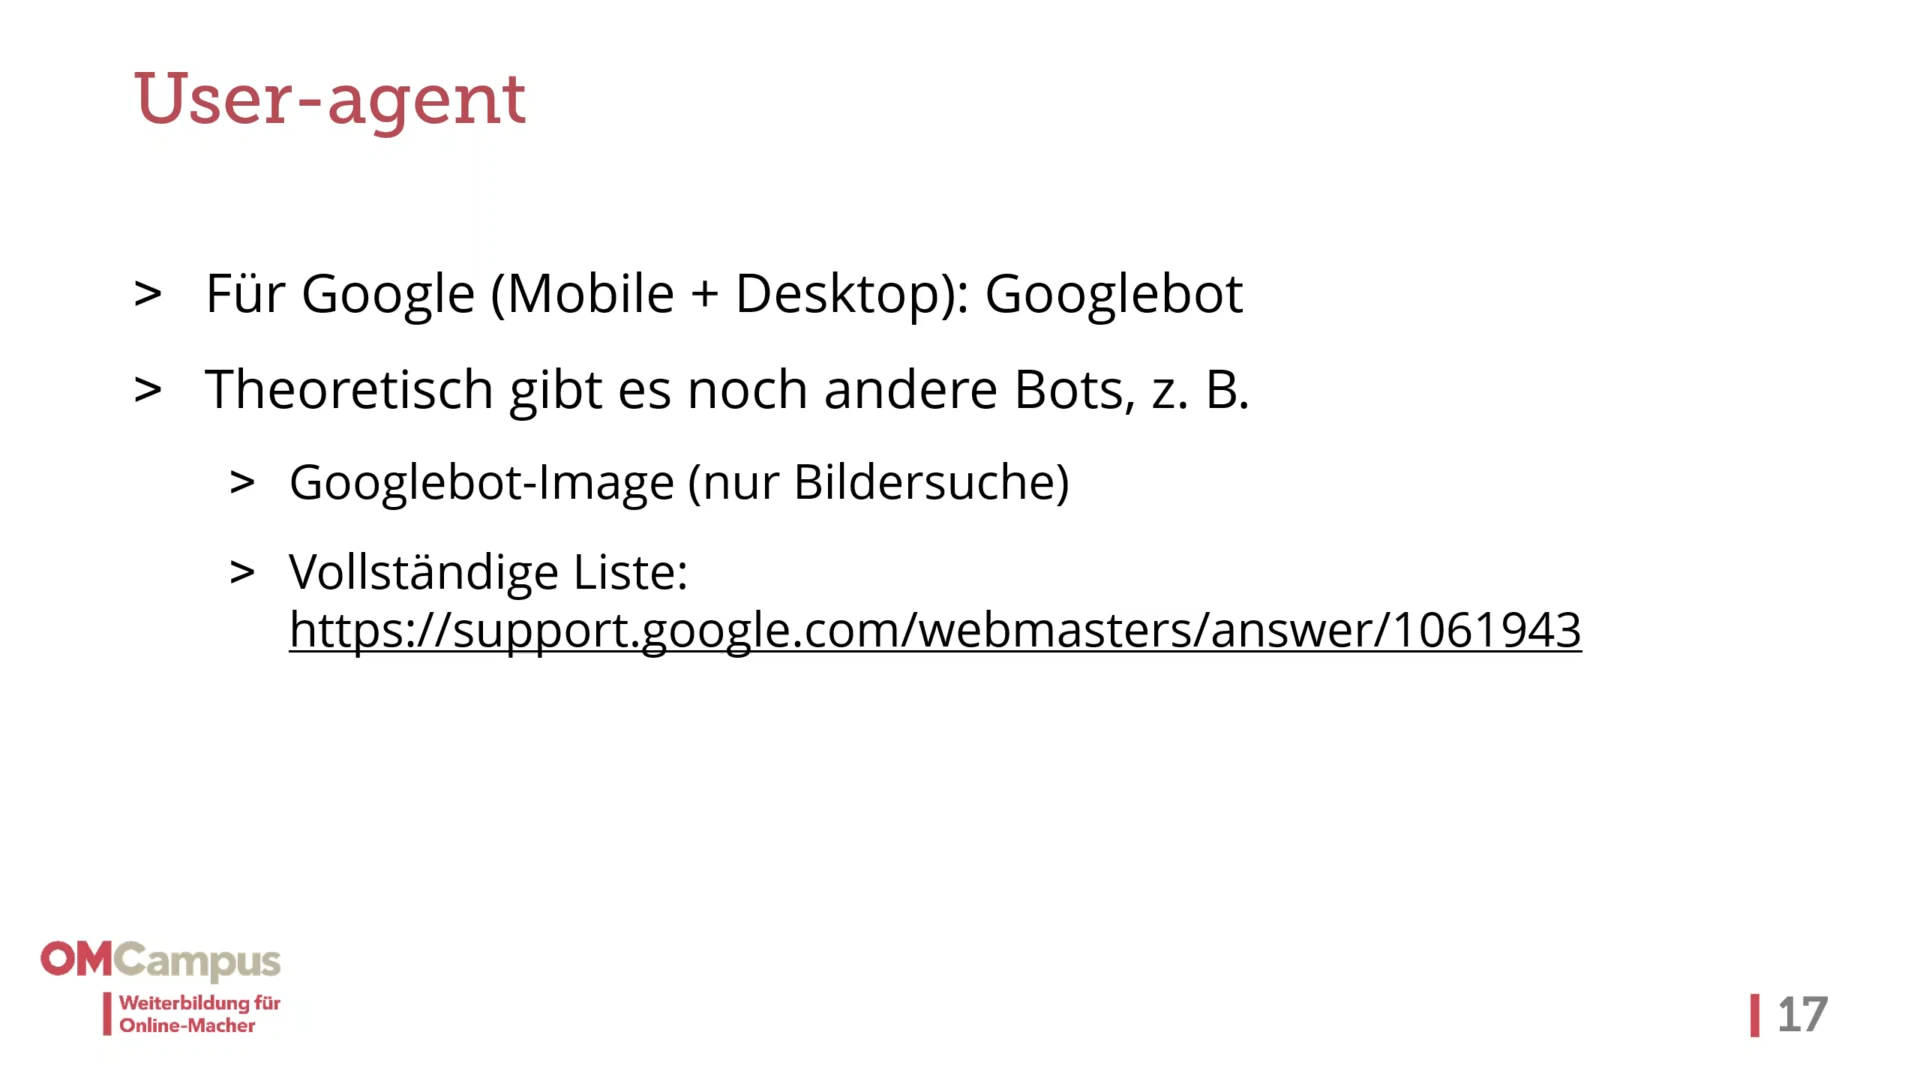 User-agent
> Für Google (Mobile + Desktop): Googlebot
> Theoretisch gibt es noch andere Bots, z. B.
> Googlebot-Image (nur Bildersuche)
> Vollständige Liste:
https://support.google.com/webmasters/answer/1061943
OMCampus
Weiterbildung für
Online-Macher
17